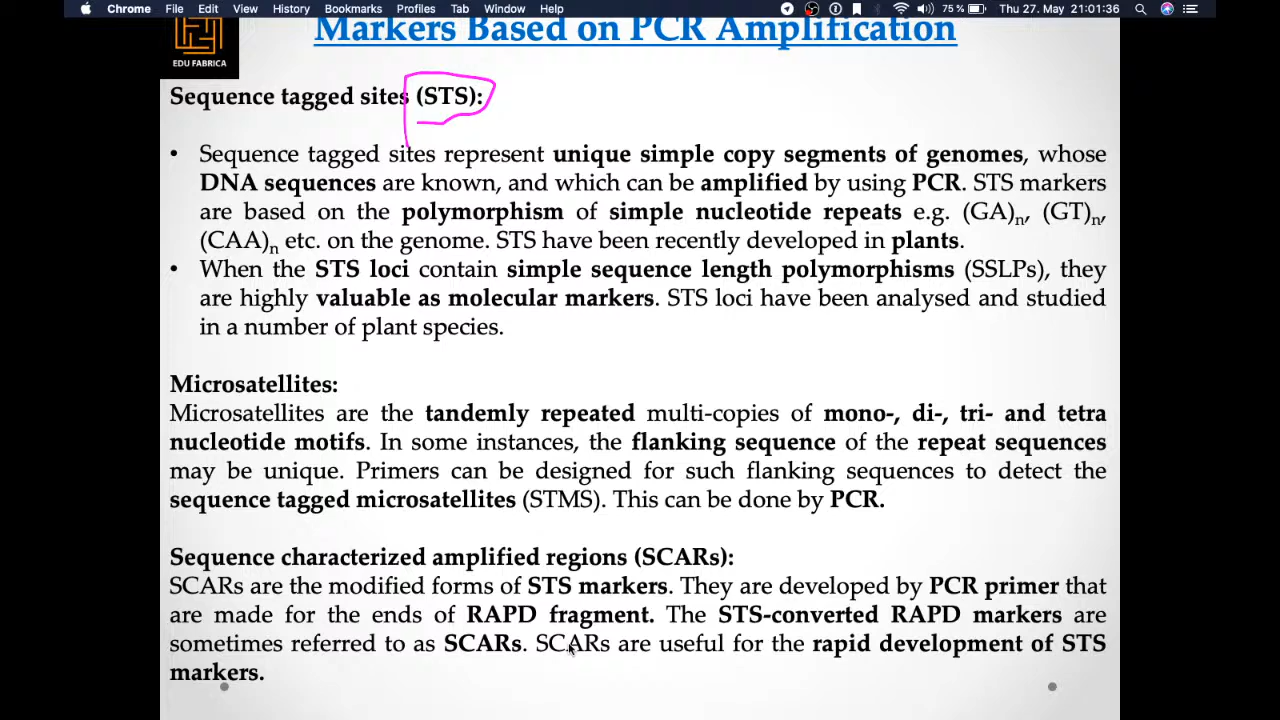 Chrome File Edit View History Bookmarks Profiles Tab Window Help 75 % Thu 27. May 21:01:36
Markers Based on PCR Amplification
EDU FABRICA
Sequence tagged sites (STS):
• Sequence tagged sites represent unique simple copy segments of genomes, whose
DNA sequences are known, and which can be amplified by using PCR. STS markers
are based on the polymorphism of simple nucleotide repeats e.g. (GA)n, (GT)n,
(CAA)n etc. on the genome. STS have been recently developed in plants.
• When the STS loci contain simple sequence length polymorphisms (SSLPs), they
are highly valuable as molecular markers. STS loci have been analysed and studied
in a number of plant species.
Microsatellites:
Microsatellites are the tandemly repeated multi-copies of mono-, di-, tri- and tetra
nucleotide motifs. In some instances, the flanking sequence of the repeat sequences
may be unique. Primers can be designed for such flanking sequences to detect the
sequence tagged microsatellites (STMS). This can be done by PCR.
Sequence characterized amplified regions (SCARs):
SCARs are the modified forms of STS markers. They are developed by PCR primer that
are made for the ends of RAPD fragment. The STS-converted RAPD markers are
sometimes referred to as SCARs. SCARs are useful for the rapid development of STS
markers.